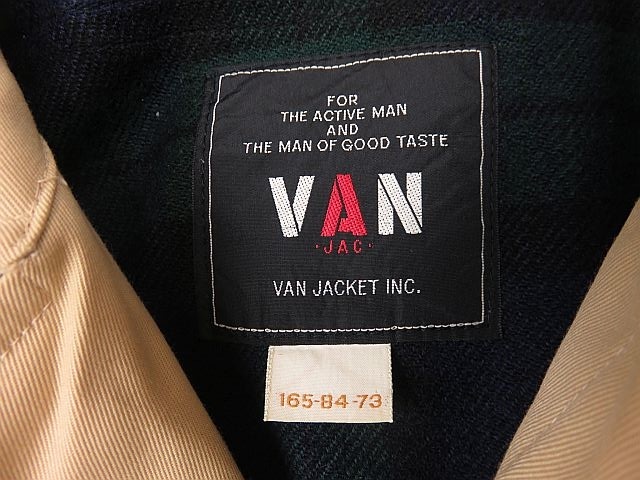 FOR
THE ACTIVE MAN
AND
THE MAN OF GOOD TASTE
VAN
·JAC·
VAN JACKET INC.
165-84-73